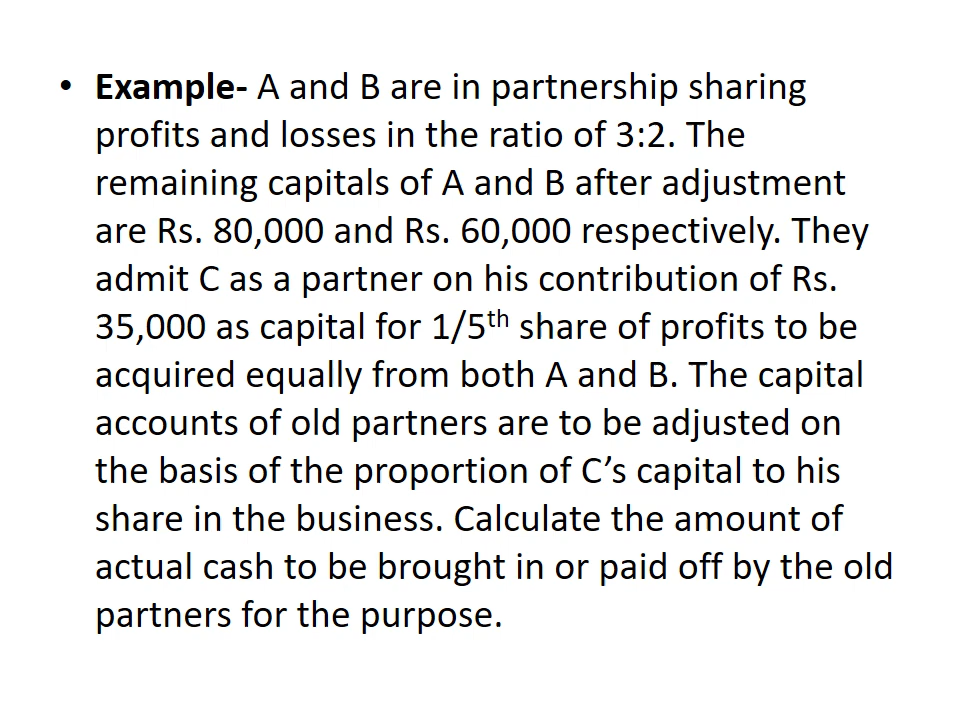 • Example- A and B are in partnership sharing
profits and losses in the ratio of 3:2. The
remaining capitals of A and B after adjustment
are Rs. 80,000 and Rs. 60,000 respectively. They
admit C as a partner on his contribution of Rs.
35,000 as capital for 1/5th share of profits to be
acquired equally from both A and B. The capital
accounts of old partners are to be adjusted on
the basis of the proportion of C’s capital to his
share in the business. Calculate the amount of
actual cash to be brought in or paid off by the old
partners for the purpose.